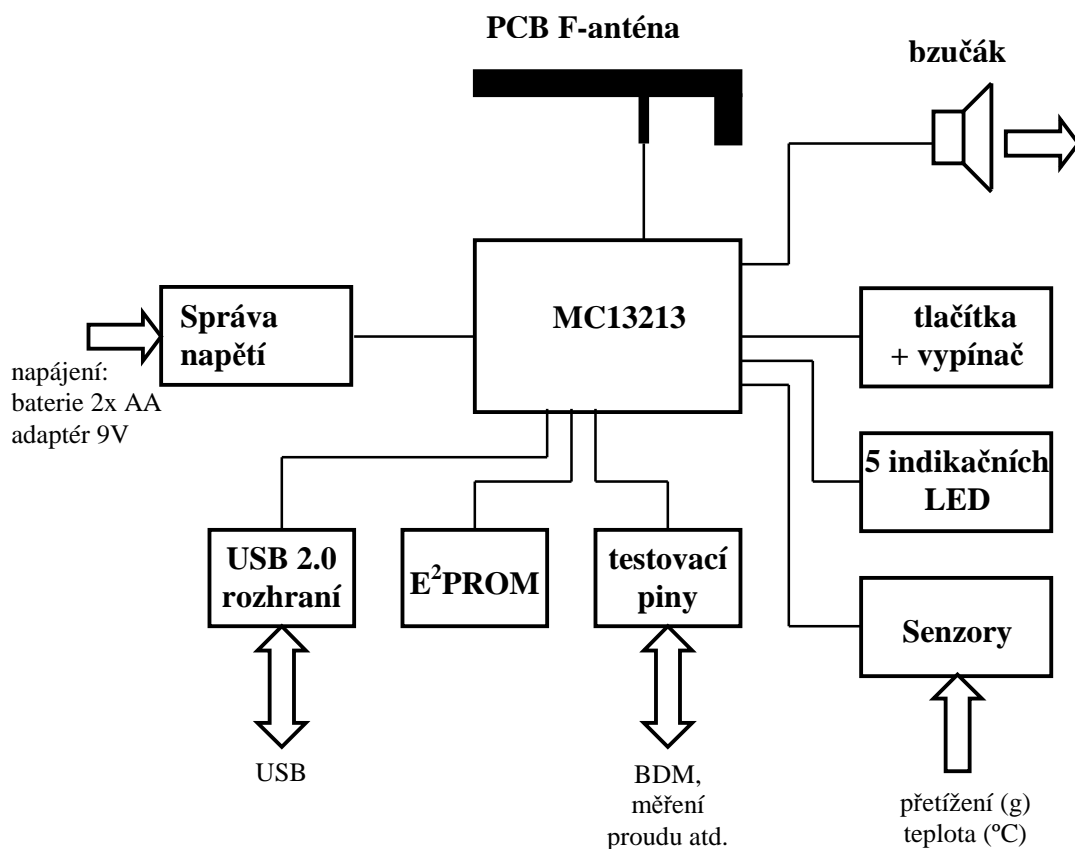 PCB F-anténa
bzučák
Správa
napětí
MC13213
tlačítka
+ vypínač
napájení:
baterie 2x AA
adaptér 9V
5 indikačních
LED
USB 2.0
rozhraní
E²PROM
testovací
piny
Senzory
USB
BDM,
měření
proudu atd.
přetížení (g)
teplota (ºC)